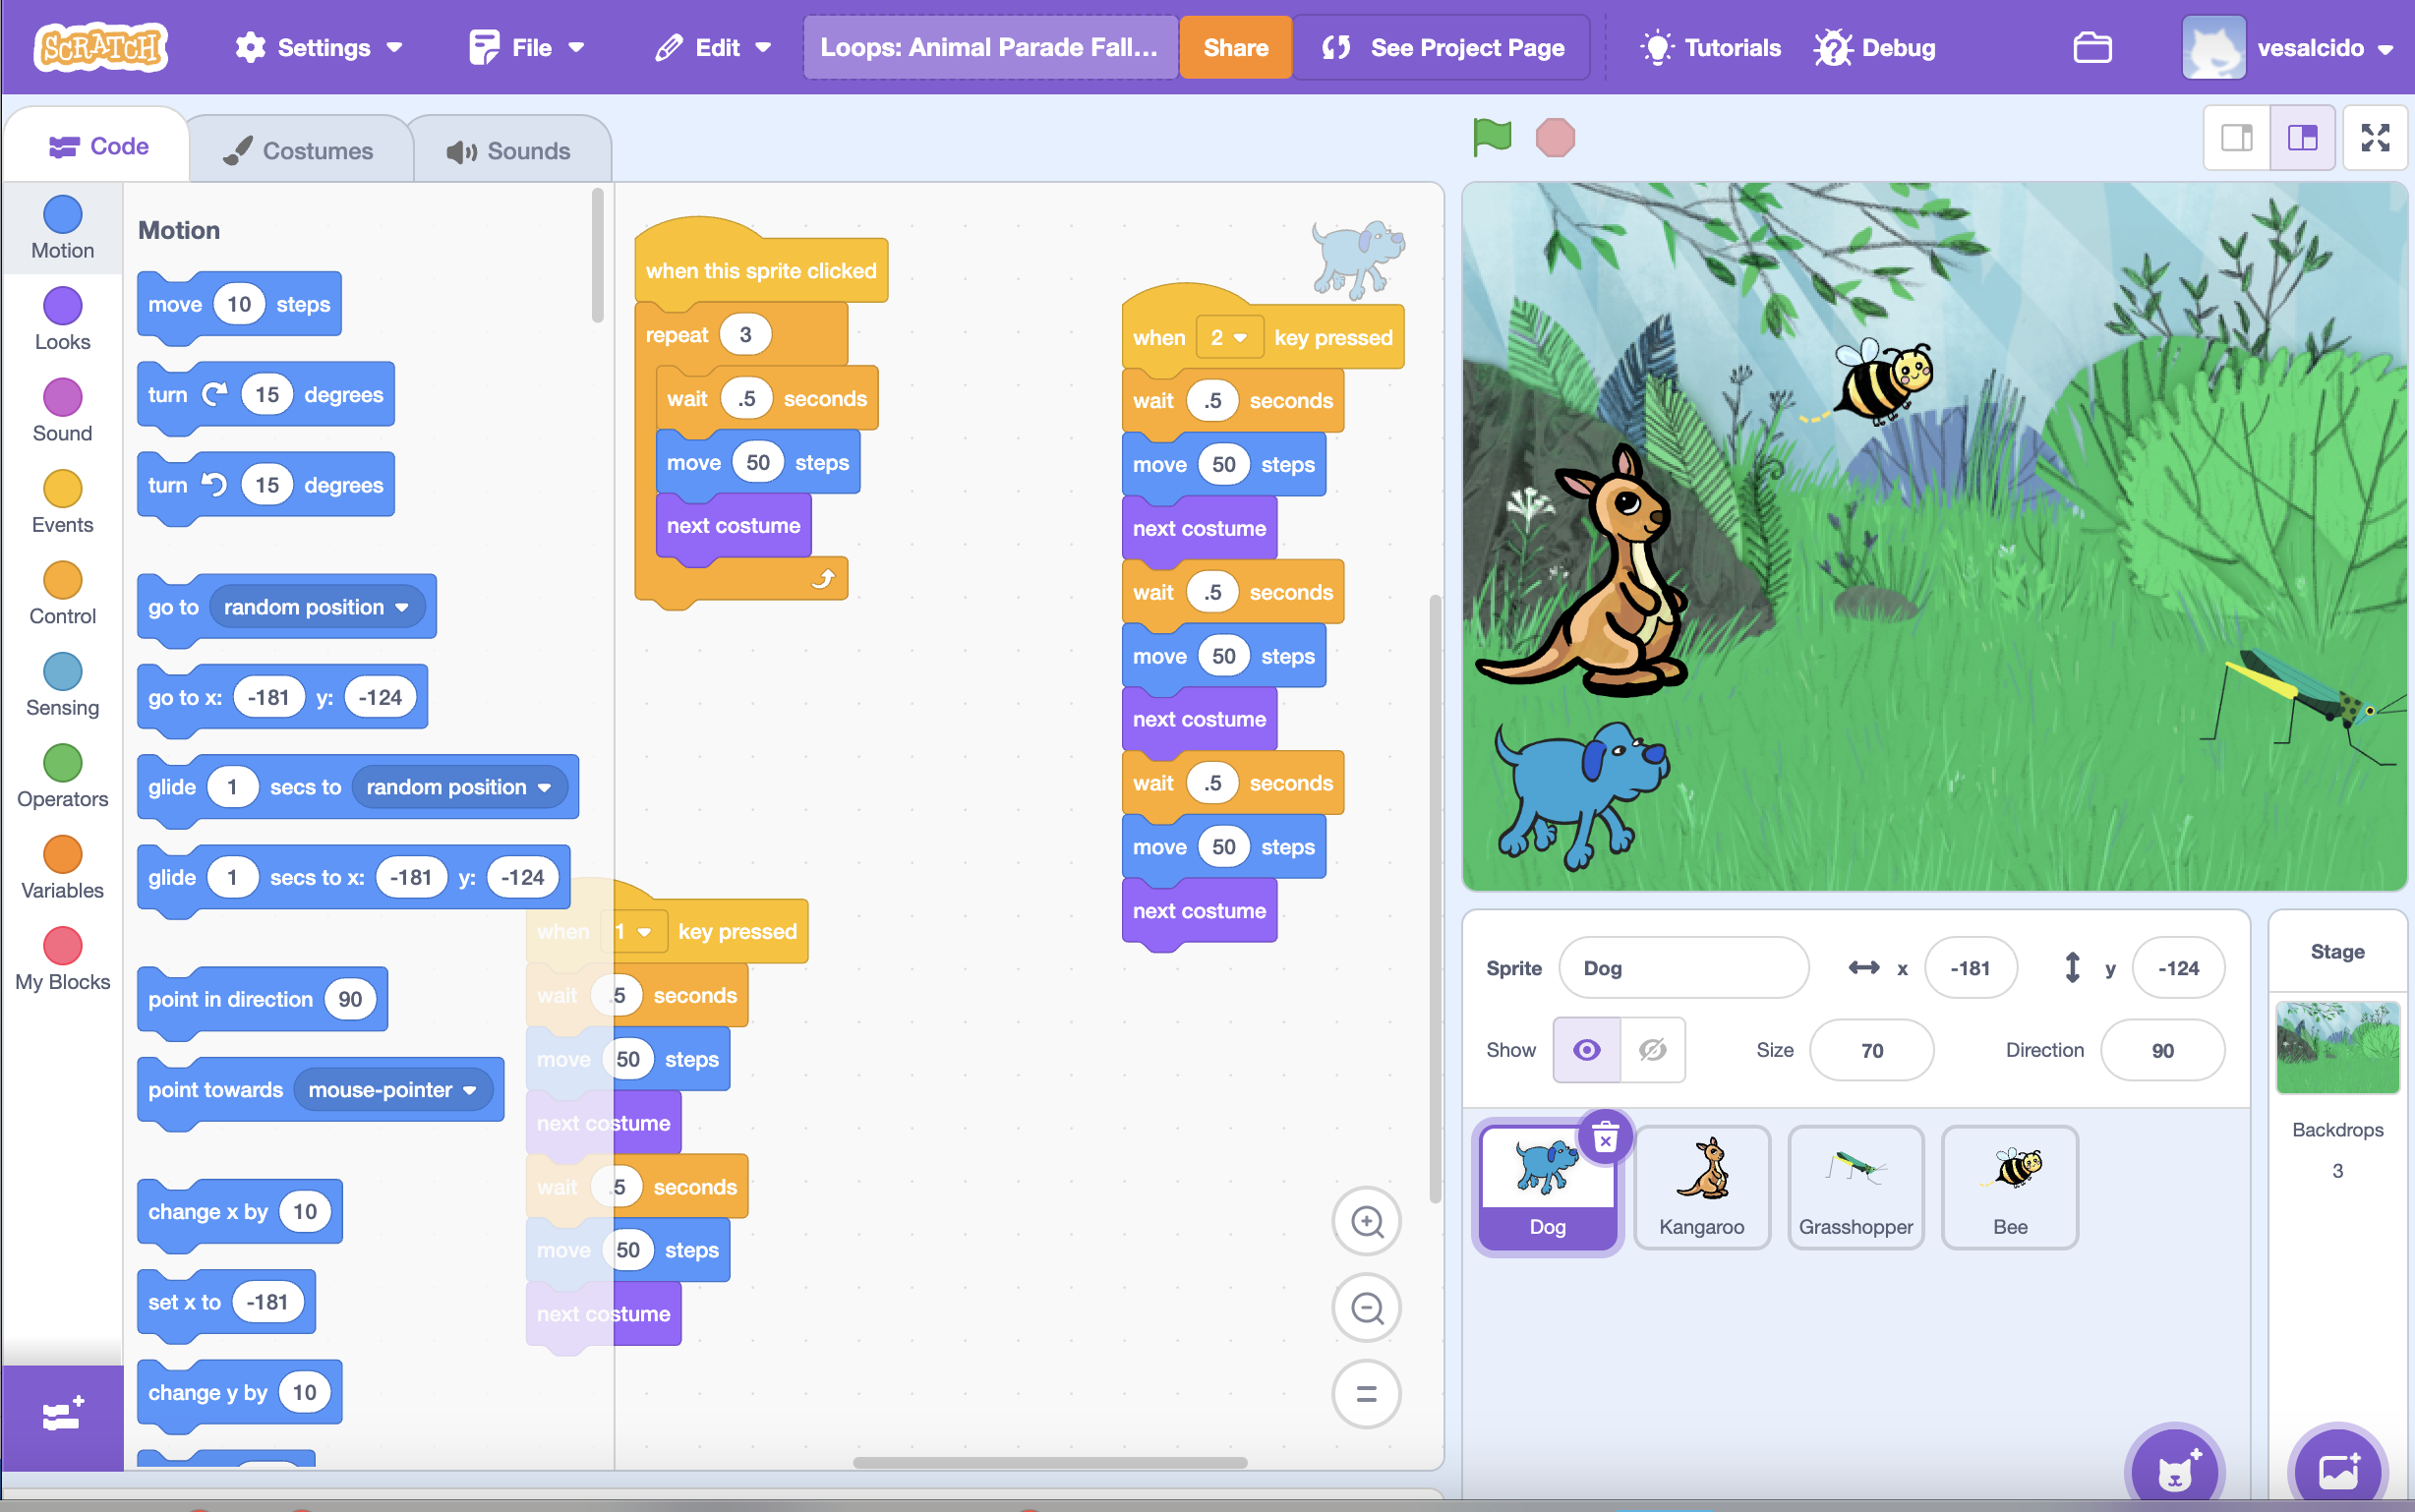 SCRATCH
Settings
File
Edit
Loops: Animal Parade Fall...
Share
See Project Page
Tutorials
Debug
vesalcido
Code
Costumes
Sounds
Motion
Looks
Sound
Events
Control
Sensing
Operators
Variables
My Blocks
Motion
move 10 steps
turn 15 degrees
turn 15 degrees
go to random position
go to x: -181 y: -124
glide 1 secs to random position
glide 1 secs to x: -181 y: -124
point in direction 90
point towards mouse-pointer
change x by 10
set x to -181
change y by 10
when this sprite clicked
repeat 3
wait .5 seconds
move 50 steps
next costume
when 1 key pressed
wait .5 seconds
move 50 steps
next costume
wait .5 seconds
move 50 steps
next costume
when 2 key pressed
wait .5 seconds
move 50 steps
next costume
wait .5 seconds
move 50 steps
next costume
wait .5 seconds
move 50 steps
next costume
Sprite Dog x -181 y -124
Show Size 70 Direction 90
Dog
Kangaroo
Grasshopper
Bee
Stage
Backdrops
3